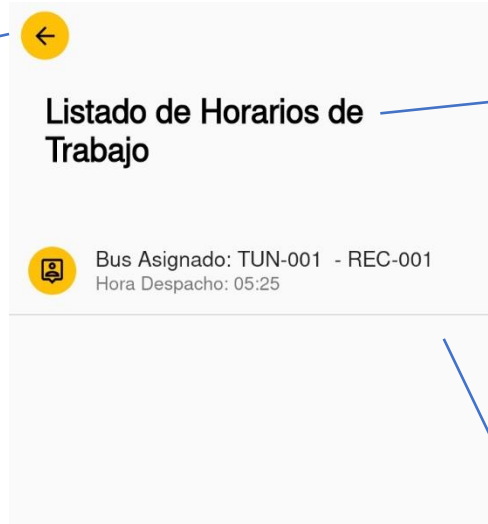 Listado de Horarios de
Trabajo
Bus Asignado: TUN-001 - REC-001
Hora Despacho: 05:25